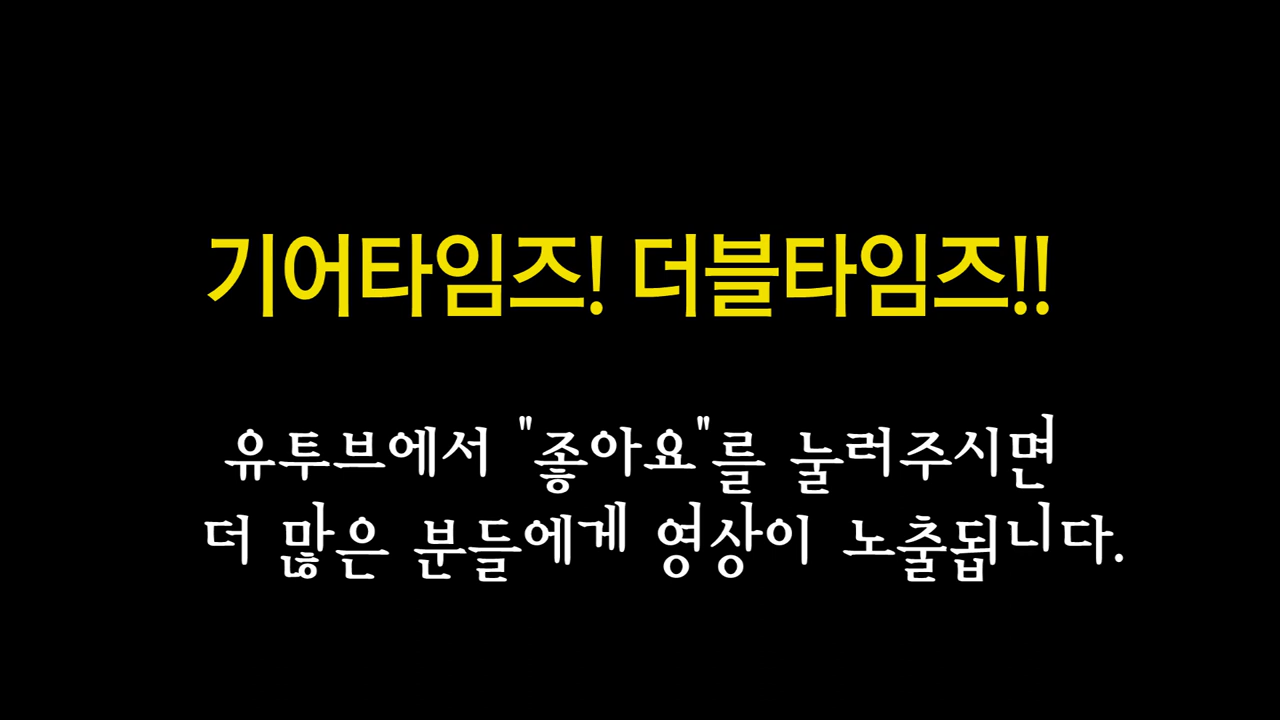 기어타임즈! 더블타임즈!!
유투브에서 "좋아요"를 눌러주시면
더 많은 분들에게 영상이 노출됩니다.